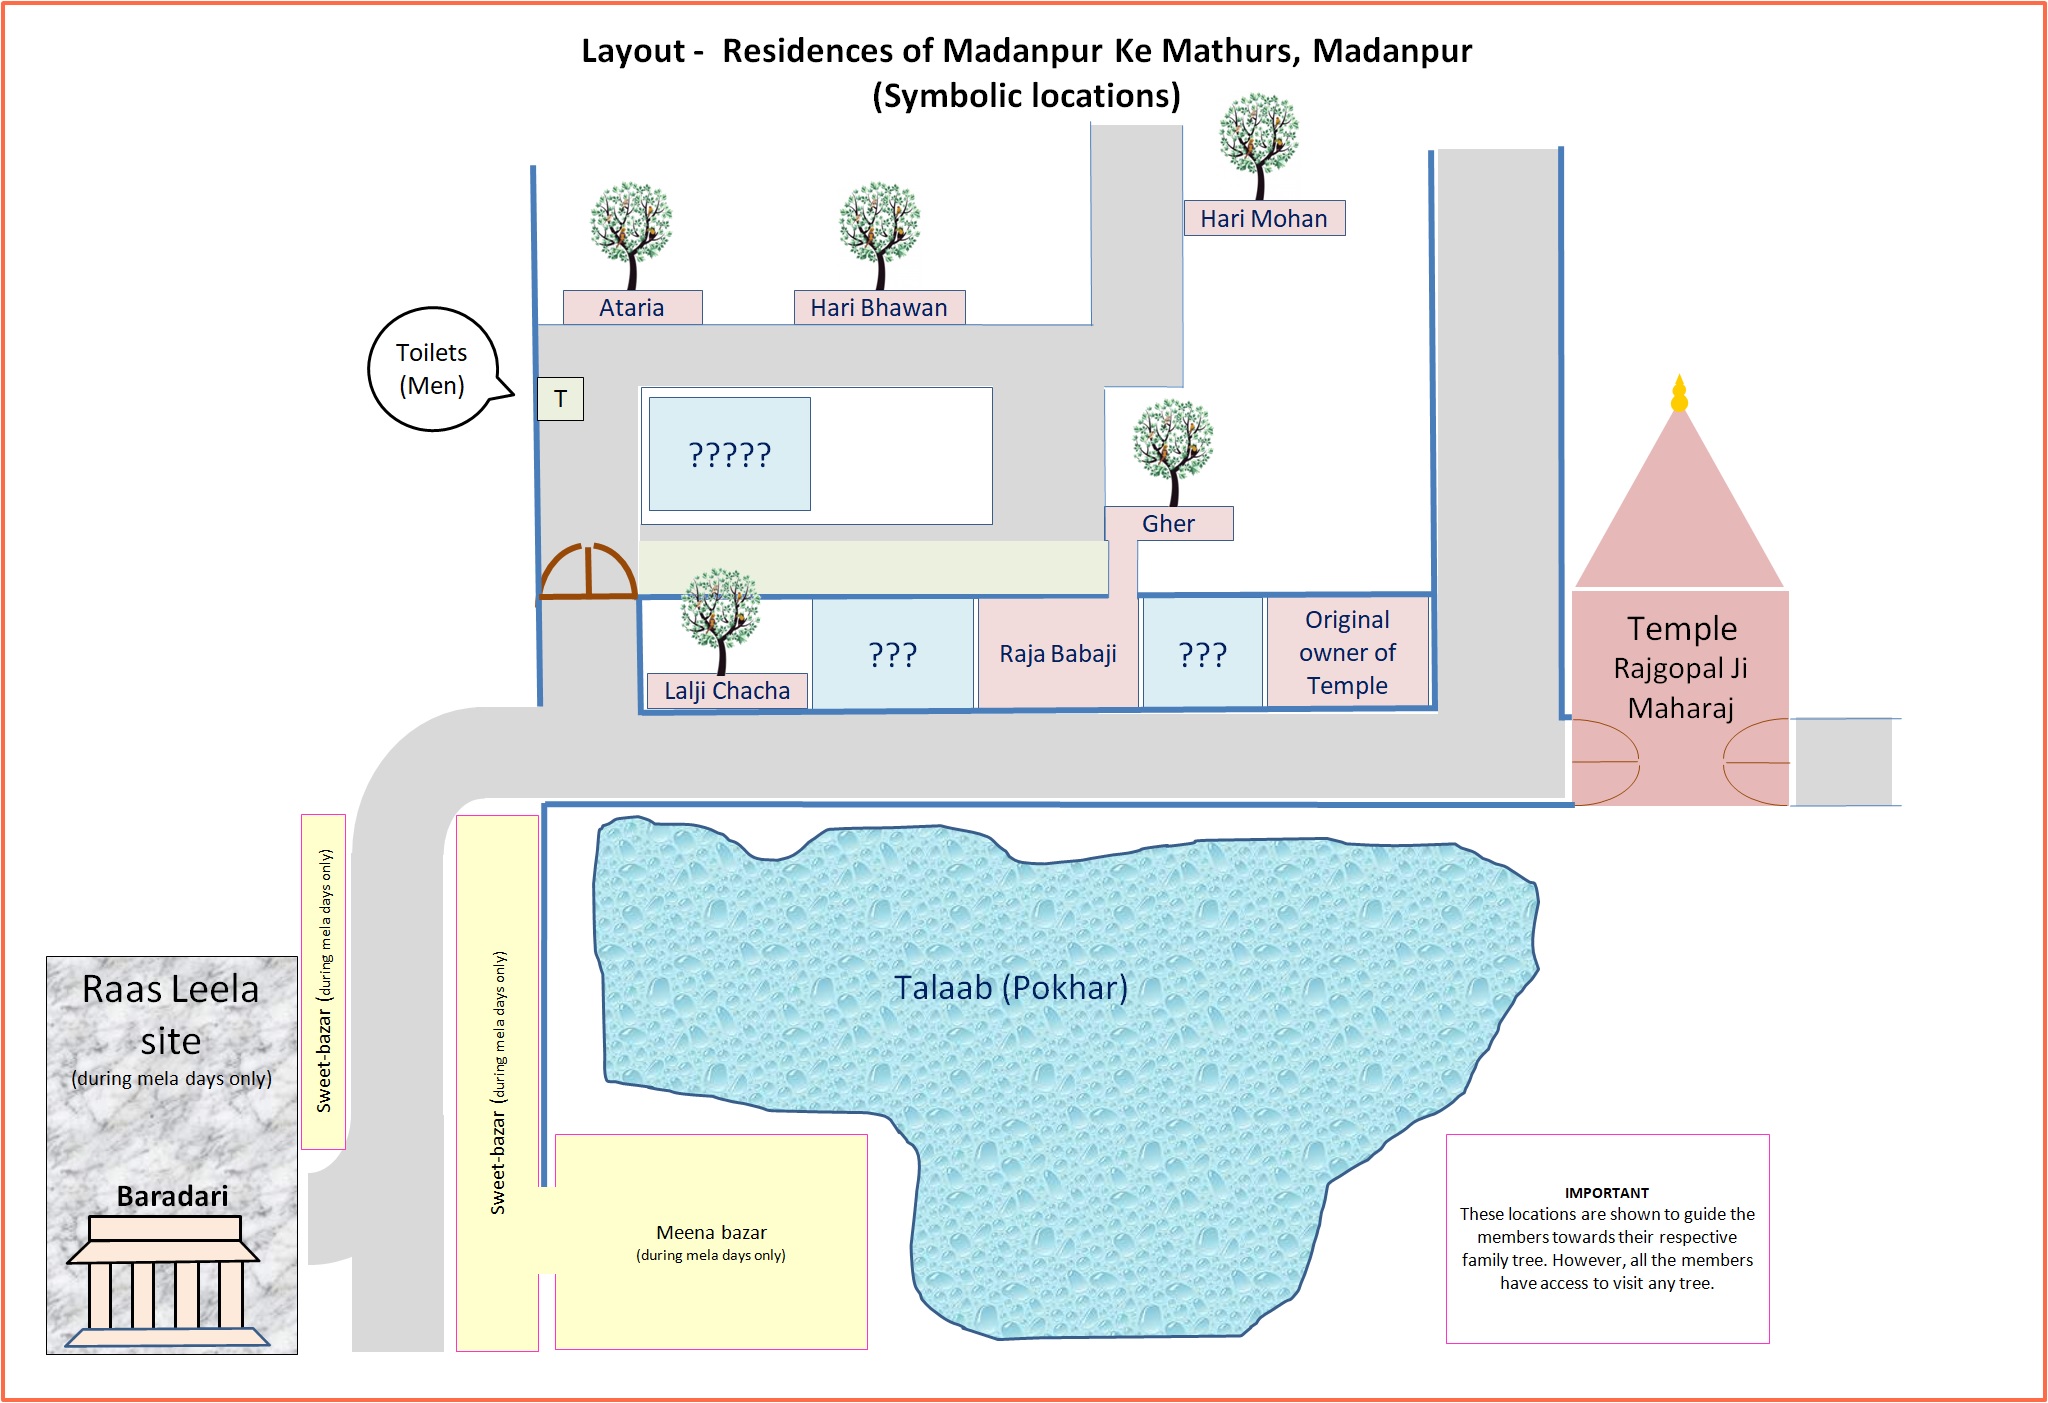 Layout -  Residences of Madanpur Ke Mathurs, Madanpur
(Symbolic locations)
Hari Mohan
Ataria
Hari Bhawan
Toilets
(Men)
T
?????
Gher
Lalji Chacha
???
Raja Babaji
???
Original
owner of
Temple
Temple
Rajgopal Ji
Maharaj
Sweet-bazar (during mela days only)
Sweet-bazar (during mela days only)
Raas Leela
site
(during mela days only)
Baradari
Talaab (Pokhar)
Meena bazar
(during mela days only)
IMPORTANT
These locations are shown to guide the
members towards their respective
family tree. However, all the members
have access to visit any tree.